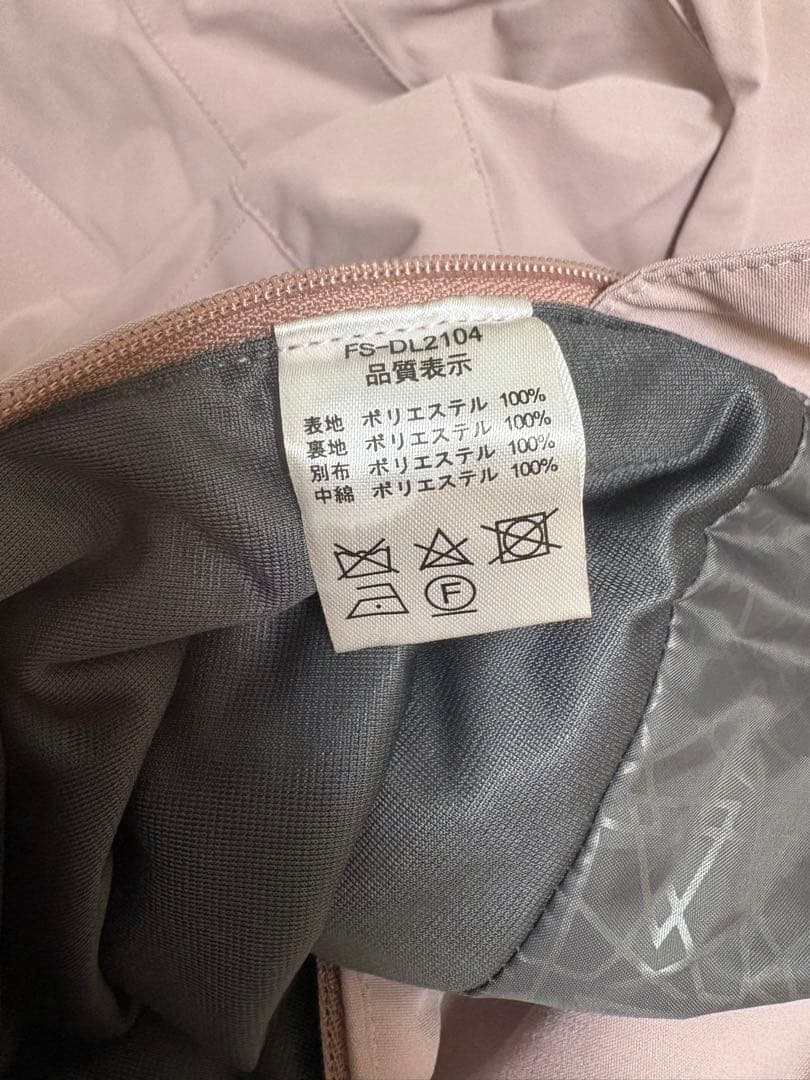 FS-DL2104
品質表示
表地 ポリエステル 100%
裏地 ポリエステル 100%
別布 ポリエステル 100%
中綿 ポリエステル 100%
F